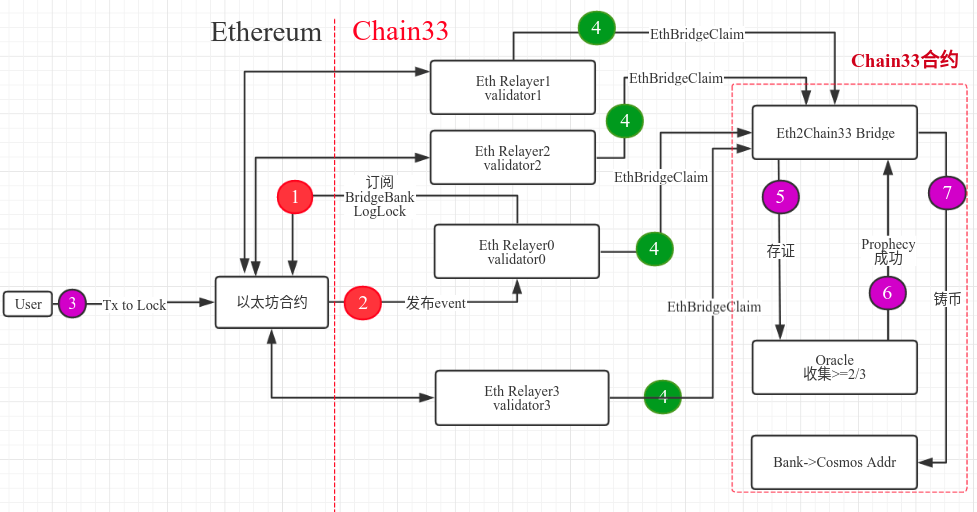 Ethereum
Chain33
4
EthBridgeClaim
Chain33合约
Eth Relayer1
validator1
EthBridgeClaim
4
Eth2Chain33 Bridge
Eth Relayer2
validator2
EthBridgeClaim
1
订阅
BridgeBank
LogLock
5
7
Eth Relayer0
validator0
4
存证
Prophecy
成功
User
3
Tx to Lock
以太坊合约
2
发布event
EthBridgeClaim
6
铸币
Oracle
收集>=2/3
Eth Relayer3
validator3
4
Bank->Cosmos Addr